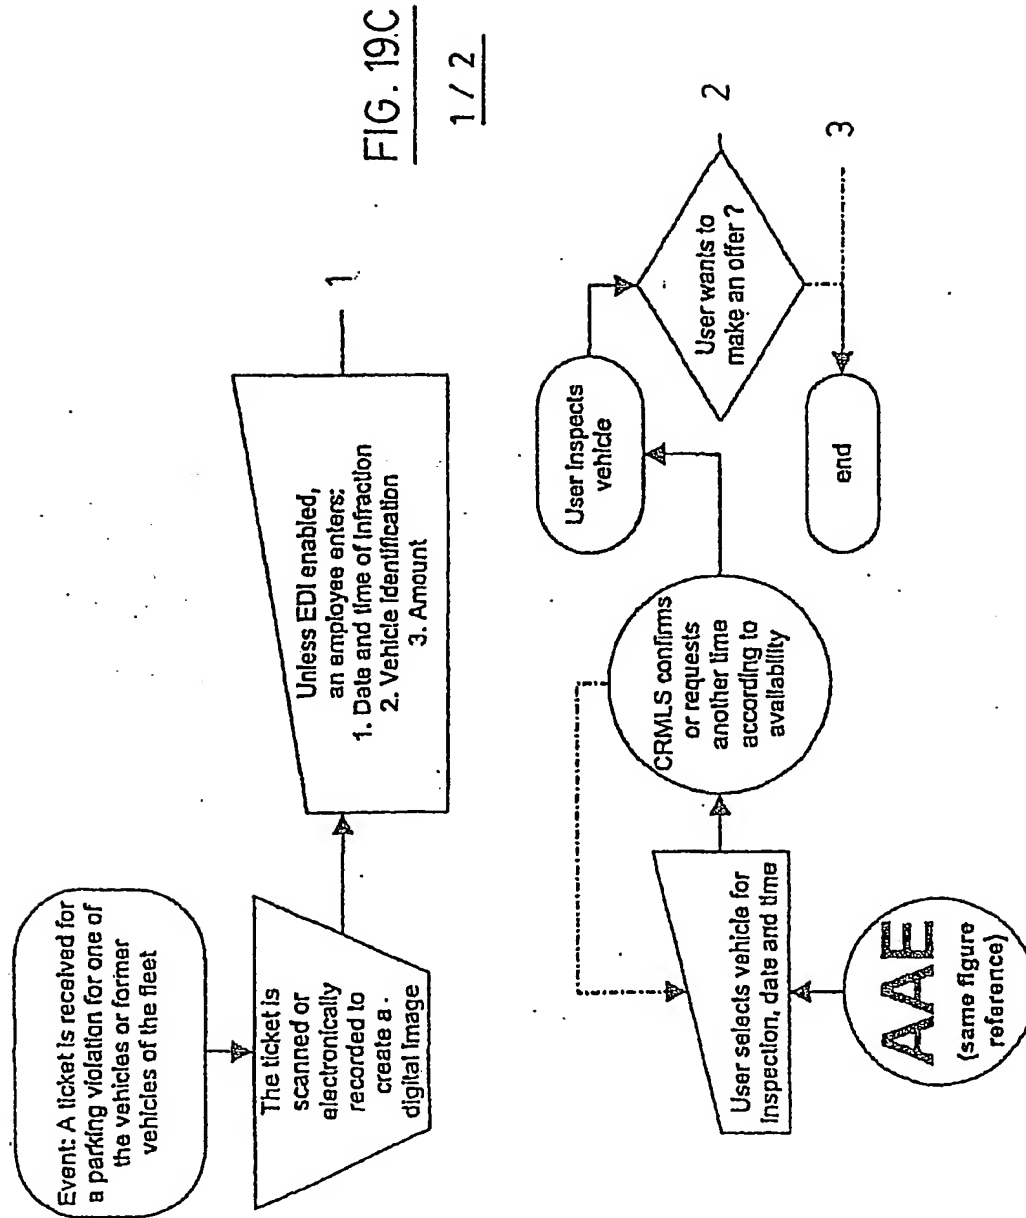 FIG. 19.C
1 / 2
Event: A ticket is received for
a parking violation for one of
the vehicles or former
vehicles of the fleet
The ticket is
scanned or
electronically
recorded to
create a
digital Image
Unless EDI enabled,
an employee enters:
1. Date and time of Infraction
2. Vehicle Identification
3. Amount
1
AAE
(same figure
reference)
User selects vehicle for
Inspection, date and time
CRMLS confirms
or requests
another time
according to
availability
User Inspects
vehicle
User wants to
make an offer ?
2
end
3